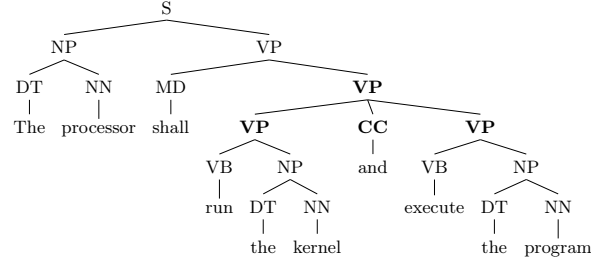 S
NP VP
DT NN MD VP
The processor shall VP CC VP
VB NP and VB NP
run DT NN execute DT NN
the kernel the program